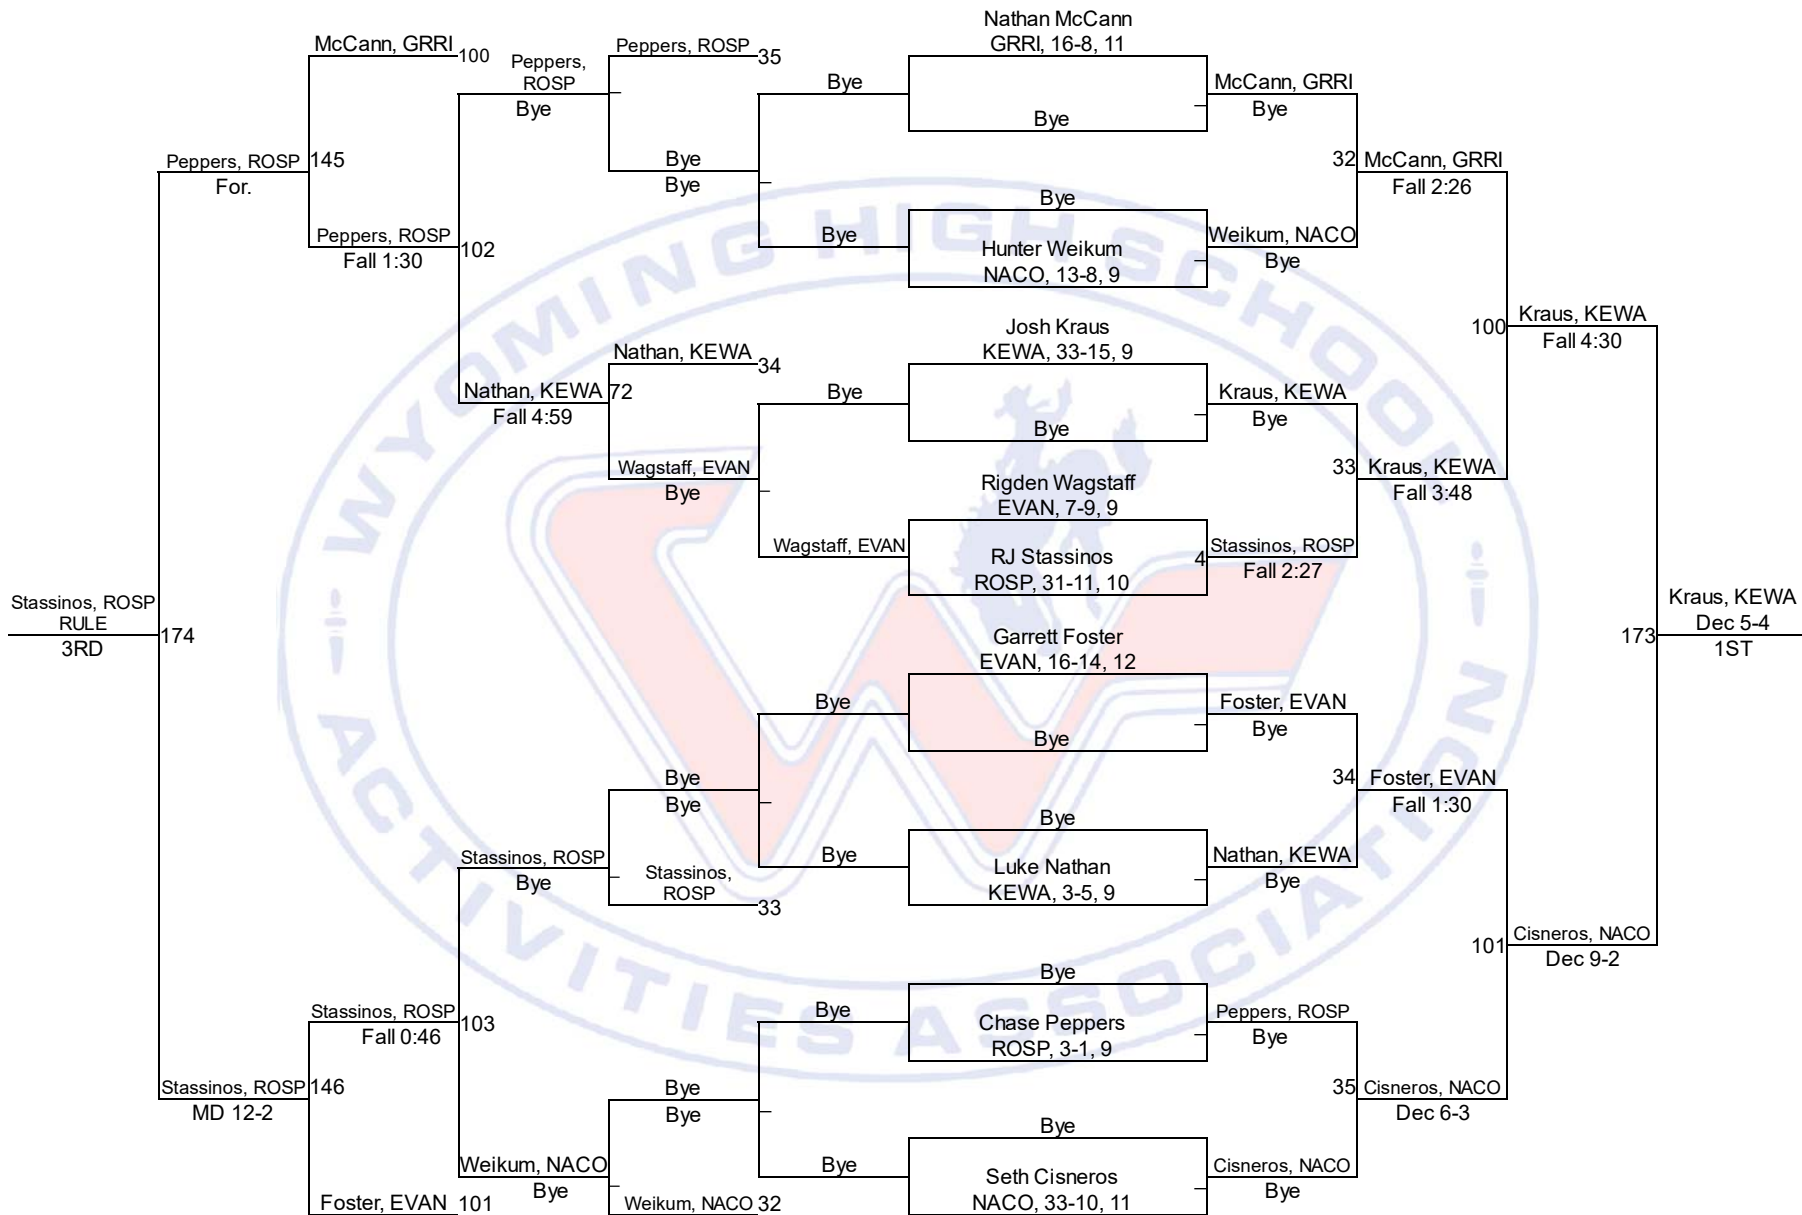 Nathan McCann
GRRI, 16-8, 11
McCann, GRRI
100
Peppers,
ROSP
Bye
Peppers, ROSP
35
Bye
Bye
McCann, GRRI
Bye
Peppers, ROSP
For.
145
Bye
Bye
32
McCann, GRRI
Fall 2:26
Peppers, ROSP
Fall 1:30
102
Bye
Bye
Hunter Weikum
NACO, 13-8, 9
Weikum, NACO
Bye
Josh Kraus
KEWA, 33-15, 9
100
Kraus, KEWA
Fall 4:30
Nathan, KEWA
34
Nathan, KEWA
Fall 4:59
72
Bye
Bye
Kraus, KEWA
Bye
Wagstaff, EVAN
Bye
Rigden Wagstaff
EVAN, 7-9, 9
33
Kraus, KEWA
Fall 3:48
Wagstaff, EVAN
RJ Stassinos
ROSP, 31-11, 10
4
Stassinos, ROSP
Fall 2:27
Stassinos, ROSP
RULE
3RD
174
Garrett Foster
EVAN, 16-14, 12
173
Kraus, KEWA
Dec 5-4
1ST
Bye
Bye
Foster, EVAN
Bye
Bye
Bye
34
Foster, EVAN
Fall 1:30
Bye
Bye
Luke Nathan
KEWA, 3-5, 9
Nathan, KEWA
Bye
Stassinos, ROSP
Bye
Stassinos,
ROSP
33
101
Cisneros, NACO
Dec 9-2
Bye
Stassinos, ROSP
Fall 0:46
103
Bye
Chase Peppers
ROSP, 3-1, 9
Peppers, ROSP
Bye
Stassinos, ROSP
MD 12-2
146
Bye
Bye
35
Cisneros, NACO
Dec 6-3
Bye
Weikum, NACO
Bye
Bye
Seth Cisneros
NACO, 33-10, 11
Cisneros, NACO
Bye
Foster, EVAN
101
Weikum, NACO
32
WYOMING HIGH SCHOOL
ACTIVITIES ASSOCIATION